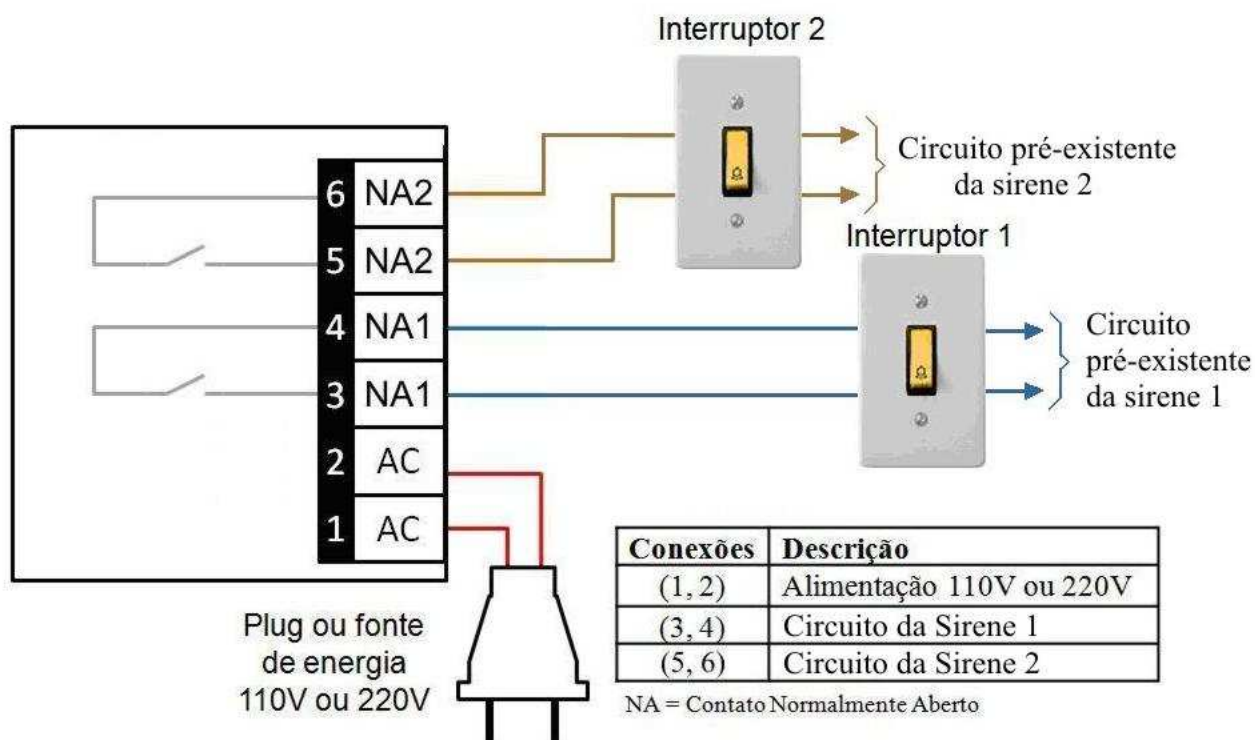 Interruptor 2
Circuito pré-existente
da sirene 2
6 NA2
5 NA2
4 NA1
3 NA1
2 AC
1 AC
Interruptor 1
Circuito
pré-existente
da sirene 1
Plug ou fonte
de energia
110V ou 220V
Conexões Descrição
(1, 2) Alimentação 110V ou 220V
(3, 4) Circuito da Sirene 1
(5, 6) Circuito da Sirene 2
NA = Contato Normalmente Aberto